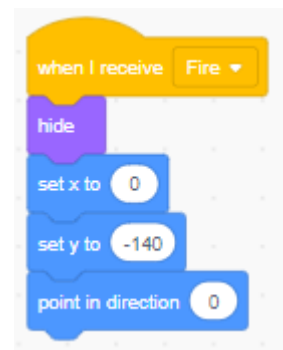 when I receive Fire
hide
set x to 0
set y to -140
point in direction 0